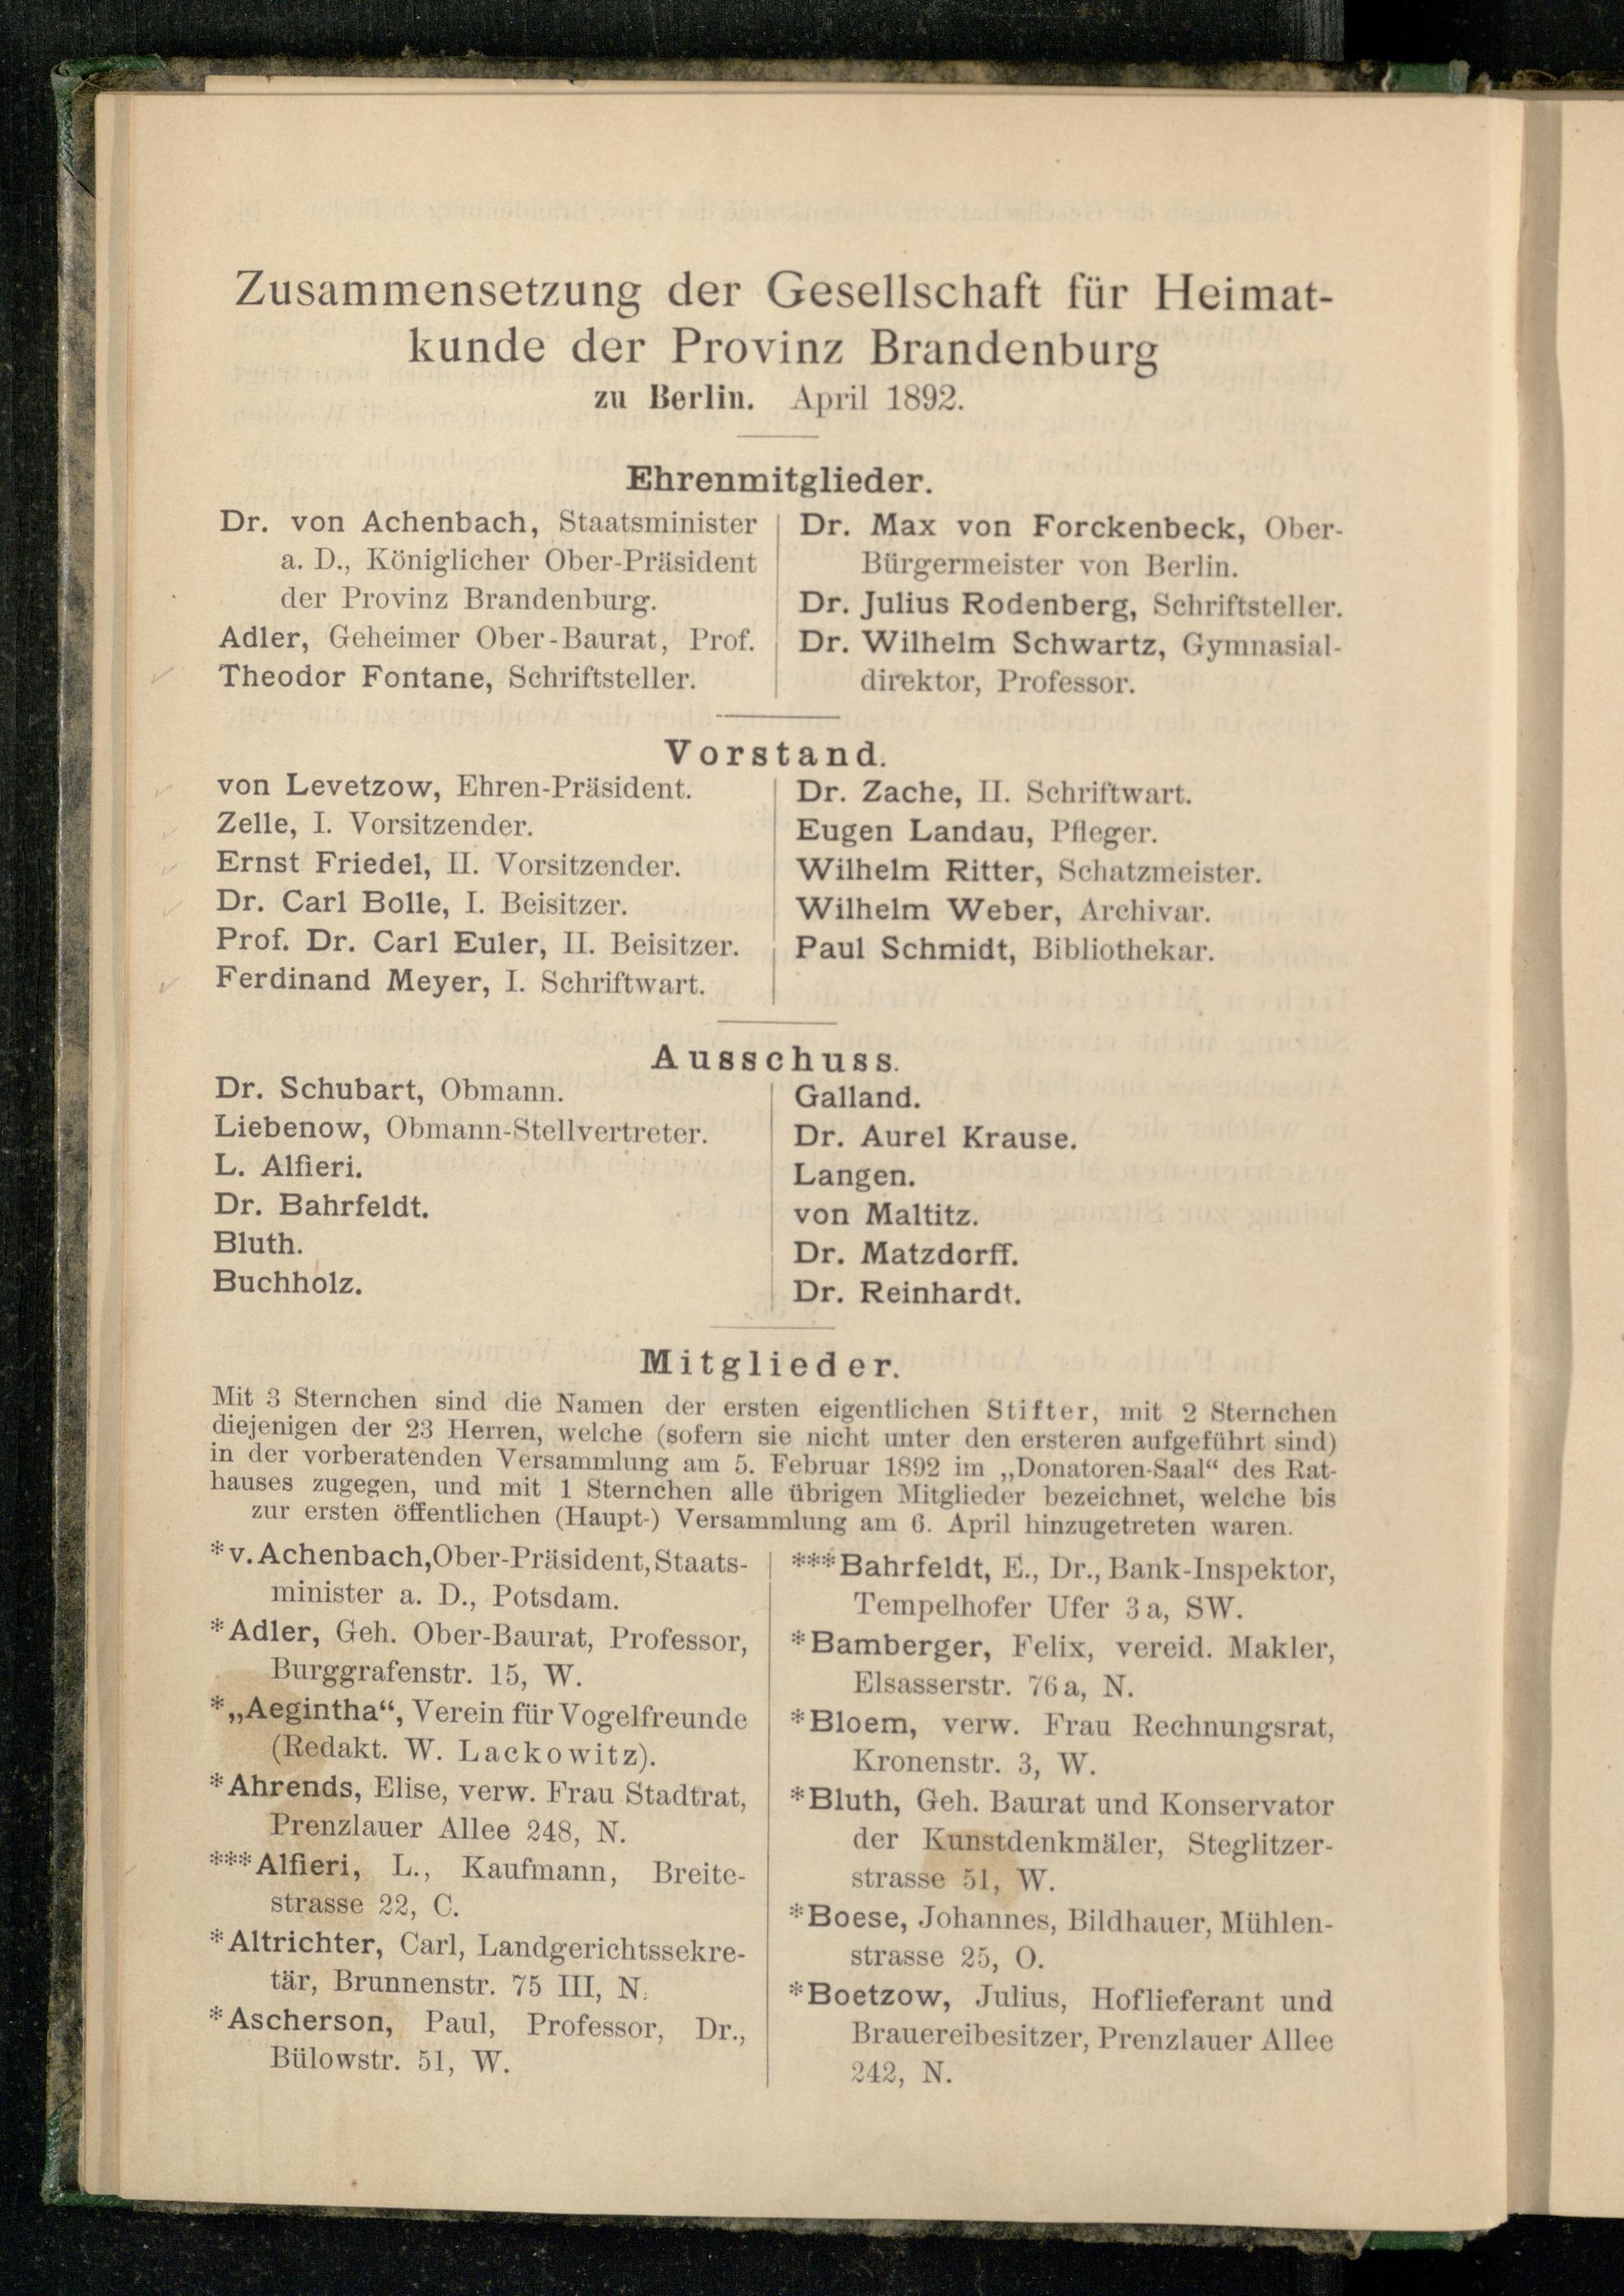 Zusammensetzung der Gesellschaft für Heimat-
kunde der Provinz Brandenburg
zu Berlin. April 1892.
Ehrenmitglieder.
Dr. von Achenbach, Staatsminister
a. D., Königlicher Ober-Präsident
der Provinz Brandenburg.
Adler, Geheimer Ober-Baurat, Prof.
Theodor Fontane, Schriftsteller.
Dr. Max von Forckenbeck, Ober-
Bürgermeister von Berlin.
Dr. Julius Rodenberg, Schriftsteller.
Dr. Wilhelm Schwartz, Gymnasial-
direktor, Professor.
Vorstand.
von Levetzow, Ehren-Präsident.
Zelle, I. Vorsitzender.
Ernst Friedel, II. Vorsitzender.
Dr. Carl Bolle, I. Beisitzer.
Prof. Dr. Carl Euler, II. Beisitzer.
Ferdinand Meyer, I. Schriftwart.
Dr. Zache, II. Schriftwart.
Eugen Landau, Pfleger.
Wilhelm Ritter, Schatzmeister.
Wilhelm Weber, Archivar.
Paul Schmidt, Bibliothekar.
Ausschuss.
Dr. Schubart, Obmann.
Liebenow, Obmann-Stellvertreter.
L. Alfieri.
Dr. Bahrfeldt.
Bluth.
Buchholz.
Galland.
Dr. Aurel Krause.
Langen.
von Maltitz.
Dr. Matzdorff.
Dr. Reinhardt.
Mitglieder.
Mit 3 Sternchen sind die Namen der ersten eigentlichen Stifter, mit 2 Sternchen
diejenigen der 23 Herren, welche (sofern sie nicht unter den ersteren aufgeführt sind)
in der vorberatenden Versammlung am 5. Februar 1892 im „Donatoren-Saal“ des Rat-
hauses zugegen, und mit 1 Sternchen alle übrigen Mitglieder bezeichnet, welche bis
zur ersten öffentlichen (Haupt-) Versammlung am 6. April hinzugetreten waren.
*v. Achenbach, Ober-Präsident, Staats-
minister a. D., Potsdam.
*Adler, Geh. Ober-Baurat, Professor,
Burggrafenstr. 15, W.
*„Aegintha“, Verein für Vogelfreunde
(Redakt. W. Lackowitz).
*Ahrends, Elise, verw. Frau Stadtrat,
Prenzlauer Allee 248, N.
***Alfieri, L., Kaufmann, Breite-
strasse 22, C.
*Altrichter, Carl, Landgerichtssekre-
tär, Brunnenstr. 75 III, N.
*Ascherson, Paul, Professor, Dr.,
Bülowstr. 51, W.
***Bahrfeldt, E., Dr., Bank-Inspektor,
Tempelhofer Ufer 3a, SW.
*Bamberger, Felix, vereid. Makler,
Elsasserstr. 76a, N.
*Bloem, verw. Frau Rechnungsrat,
Kronenstr. 3, W.
*Bluth, Geh. Baurat und Konservator
der Kunstdenkmäler, Steglitzer-
strasse 51, W.
*Boese, Johannes, Bildhauer, Mühlen-
strasse 25, O.
*Boetzow, Julius, Hoflieferant und
Brauereibesitzer, Prenzlauer Allee
242, N.